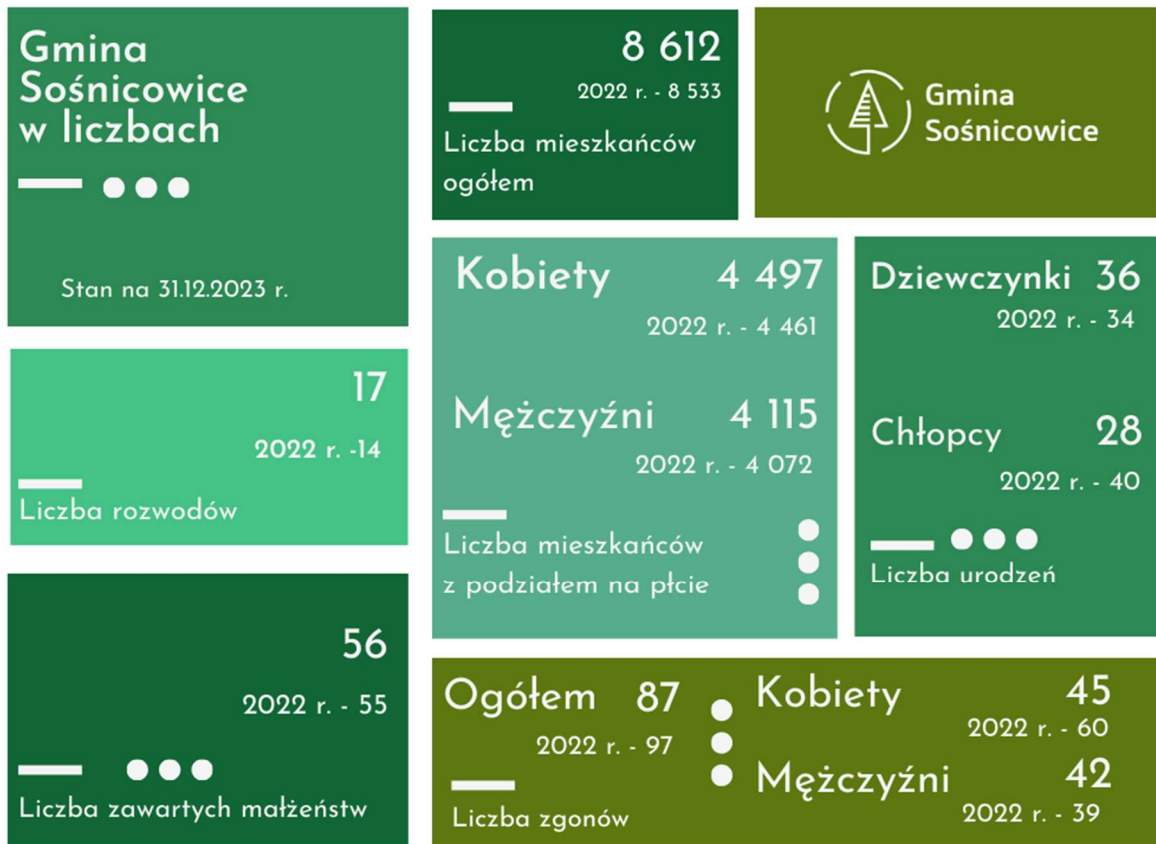 Gmina
Sośnicowice
w liczbach
Stan na 31.12.2023 r.
8 612
2022 r. - 8 533
Liczba mieszkańców
ogółem
Gmina
Sośnicowice
17
2022 r. -14
Liczba rozwodów
Kobiety 4 497
2022 r. - 4 461
Mężczyźni 4 115
2022 r. - 4 072
Liczba mieszkańców
z podziałem na płcie
Dziewczynki 36
2022 r. - 34
Chłopcy 28
2022 r. - 40
Liczba urodzeń
56
2022 r. - 55
Liczba zawartych małżeństw
Ogółem 87
2022 r. - 97
Liczba zgonów
Kobiety 45
2022 r. - 60
Mężczyźni 42
2022 r. - 39